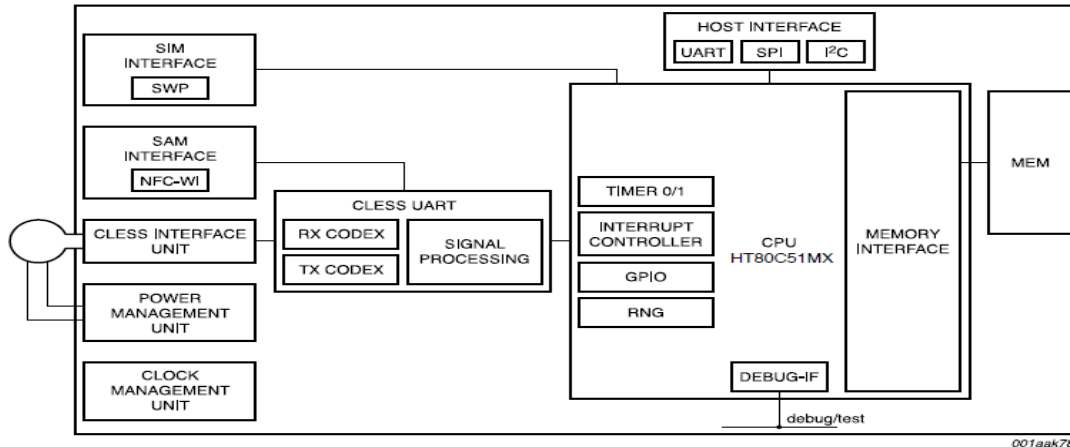 HOST INTERFACE
UART
SPI
I²C
SIM
INTERFACE
SWP
SAM
INTERFACE
NFC-WI
CLESS INTERFACE
UNIT
POWER
MANAGEMENT
UNIT
CLOCK
MANAGEMENT
UNIT
CLESS UART
RX CODEX
TX CODEX
SIGNAL
PROCESSING
TIMER 0/1
INTERRUPT
CONTROLLER
GPIO
RNG
CPU
HT80C51MX
DEBUG-IF
debug/test
MEMORY
INTERFACE
MEM